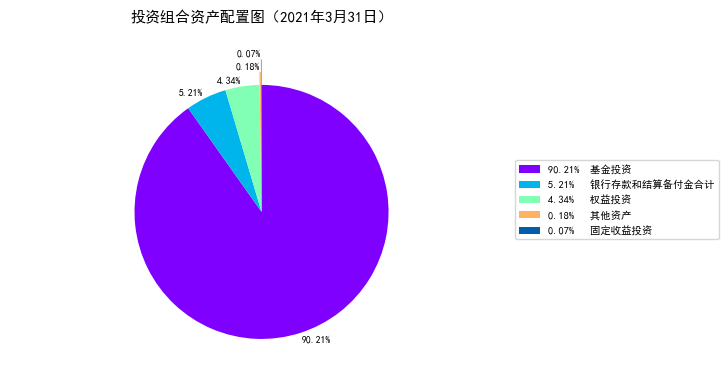 投资组合资产配置图（2021年3月31日）
0.07%
0.18%
4.34%
5.21%
90.21%
90.21% 基金投资
5.21% 银行存款和结算备付金合计
4.34% 权益投资
0.18% 其他资产
0.07% 固定收益投资